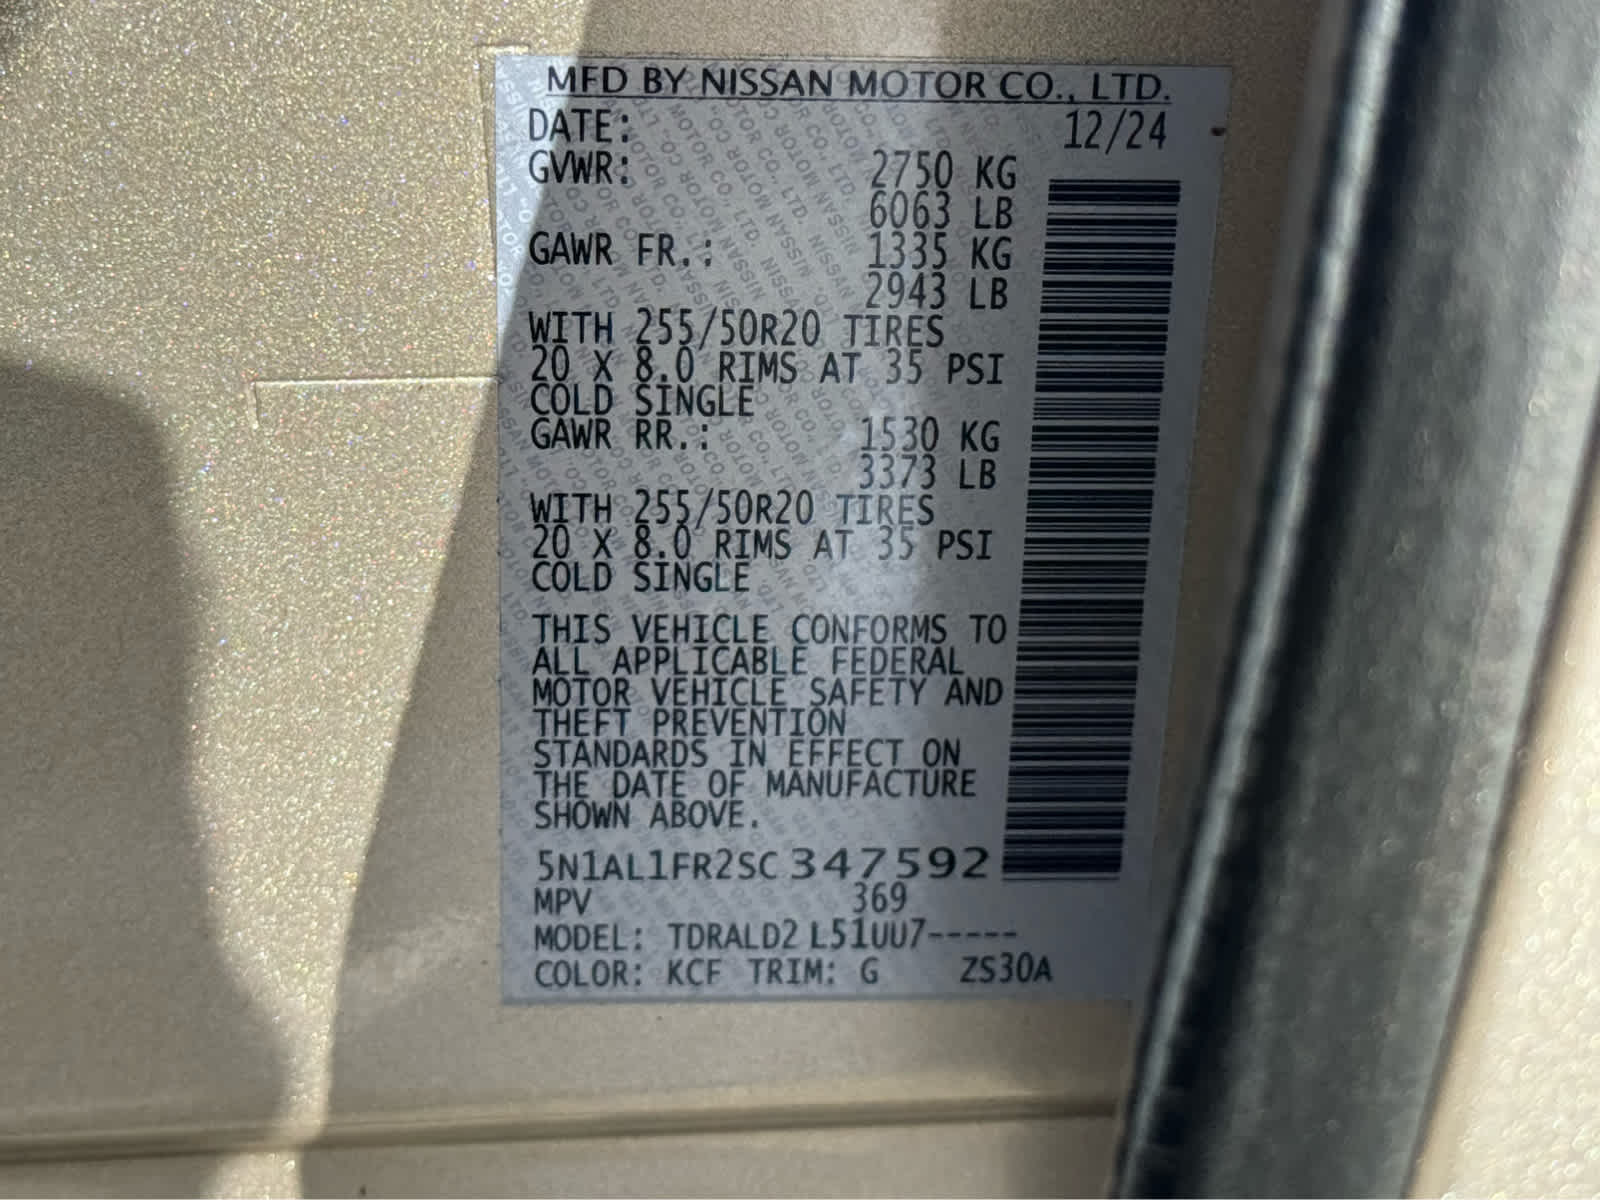 MFD BY NISSAN MOTOR CO., LTD.
DATE: 12/24
GVWR: 2750 KG
6063 LB
GAWR FR.: 1335 KG
2943 LB
WITH 255/50R20 TIRES
20 X 8.0 RIMS AT 35 PSI
COLD SINGLE
GAWR RR.: 1530 KG
3373 LB
WITH 255/50R20 TIRES
20 X 8.0 RIMS AT 35 PSI
COLD SINGLE
THIS VEHICLE CONFORMS TO
ALL APPLICABLE FEDERAL
MOTOR VEHICLE SAFETY AND
THEFT PREVENTION
STANDARDS IN EFFECT ON
THE DATE OF MANUFACTURE
SHOWN ABOVE.
5N1AL1FR2SC347592
MPV 369
MODEL: TDRALD2 L51UU7-----
COLOR: KCF TRIM: G ZS30A